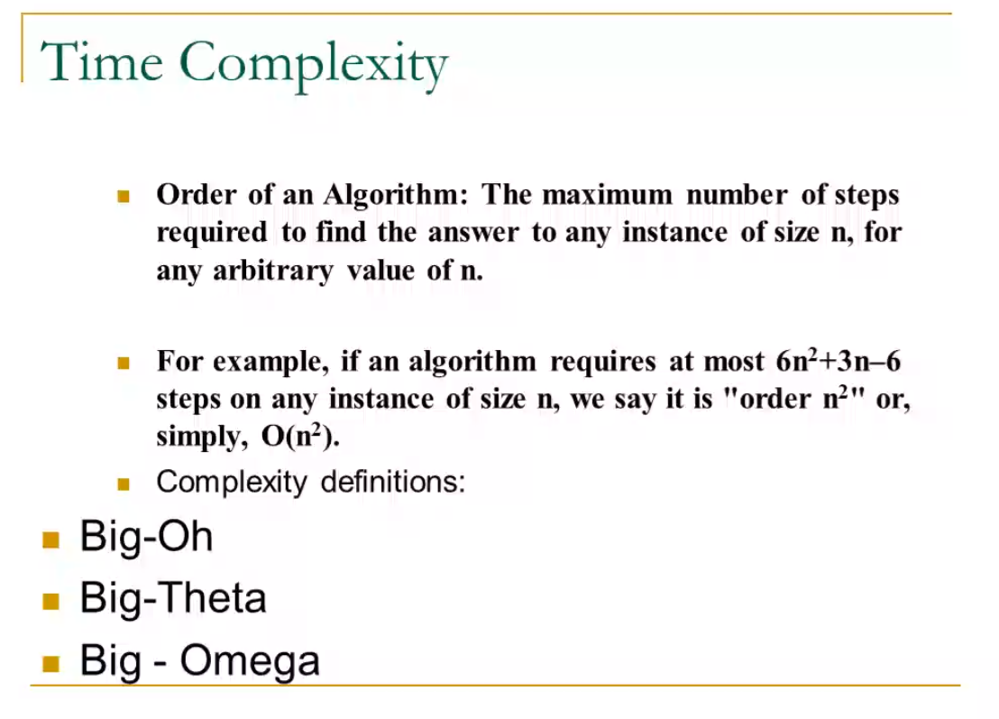 Time Complexity
Order of an Algorithm: The maximum number of steps
required to find the answer to any instance of size n, for
any arbitrary value of n.
For example, if an algorithm requires at most 6n²+3n–6
steps on any instance of size n, we say it is "order n²" or,
simply, O(n²).
Complexity definitions:
Big-Oh
Big-Theta
Big - Omega